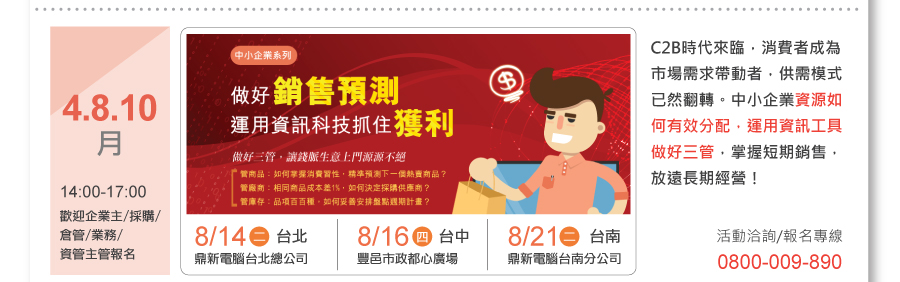 4.8.10
月
14:00-17:00
歡迎企業主/採購/
倉管/業務/
資管主管報名
中小企業系列
做好銷售預測
運用資訊科技抓住獲利
做好三管，讓錢脈生意上門源源不絕
管商品：如何掌握消費習性，精準預測下一個熱賣商品？
管廠商：相同商品成本差1%，如何決定採購供應商？
管庫存：品項百百種，如何妥善安排盤點週期計畫？
8/14 二 台北
鼎新電腦台北總公司
8/16 四 台中
豐邑市政都心廣場
8/21 二 台南
鼎新電腦台南分公司
C2B時代來臨，消費者成為
市場需求帶動者，供需模式
已然翻轉。中小企業資源如
何有效分配，運用資訊工具
做好三管，掌握短期銷售，
放遠長期經營！
活動洽詢/報名專線
0800-009-890